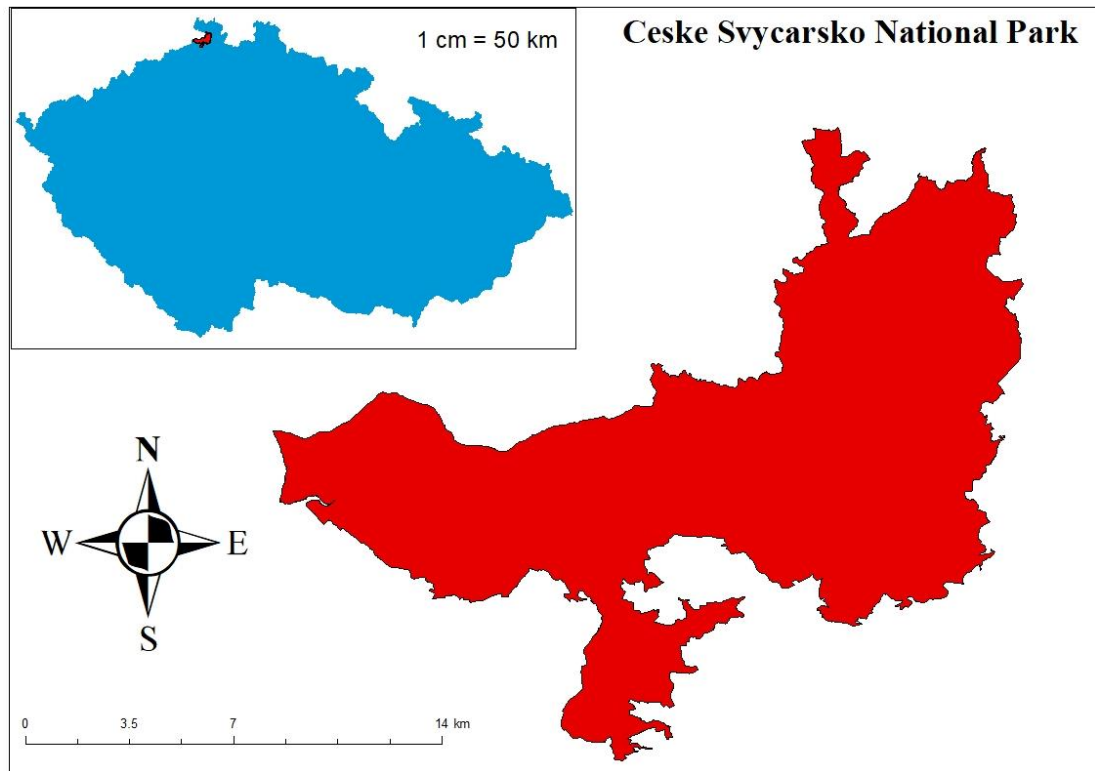 1 cm = 50 km
Ceske Svycarsko National Park
N
W E
S
0 3.5 7 14 km